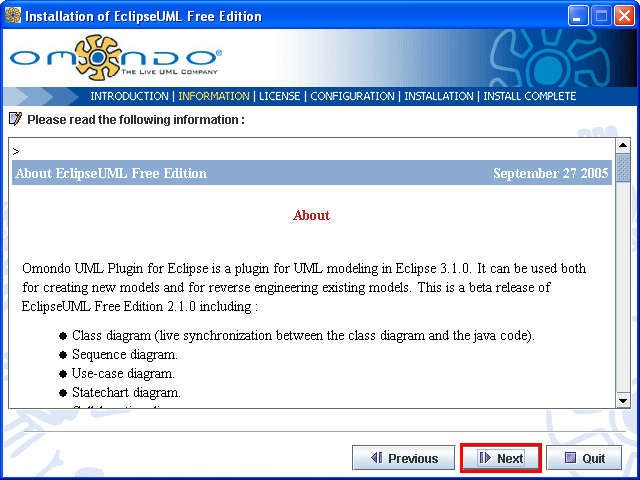 Installation of EclipseUML Free Edition
OMONDO®
THE LIVE UML COMPANY
INTRODUCTION | INFORMATION | LICENSE | CONFIGURATION | INSTALLATION | INSTALL COMPLETE
Please read the following information :
>
About EclipseUML Free Edition September 27 2005
About
Omondo UML Plugin for Eclipse is a plugin for UML modeling in Eclipse 3.1.0. It can be used both
for creating new models and for reverse engineering existing models. This is a beta release of
EclipseUML Free Edition 2.1.0 including :
● Class diagram (live synchronization between the class diagram and the java code).
● Sequence diagram.
● Use-case diagram.
● Statechart diagram.
Previous Next Quit